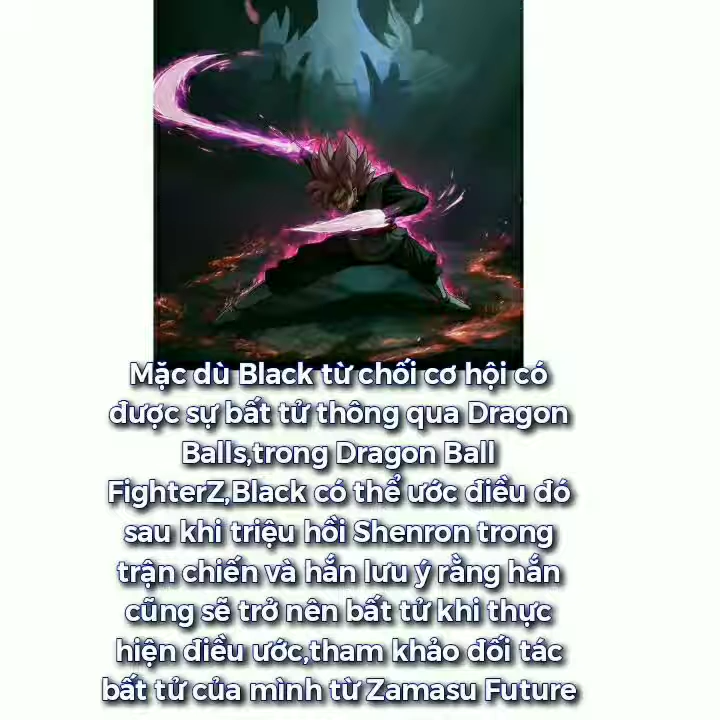 Mặc dù Black từ chối cơ hội có
được sự bất tử thông qua Dragon
Balls,trong Dragon Ball
FighterZ,Black có thể ước điều đó
sau khi triệu hồi Shenron trong
trận chiến và hắn lưu ý rằng hắn
cũng sẽ trở nên bất tử khi thực
hiện điều ước,tham khảo đối tác
bất tử của mình từ Zamasu Future